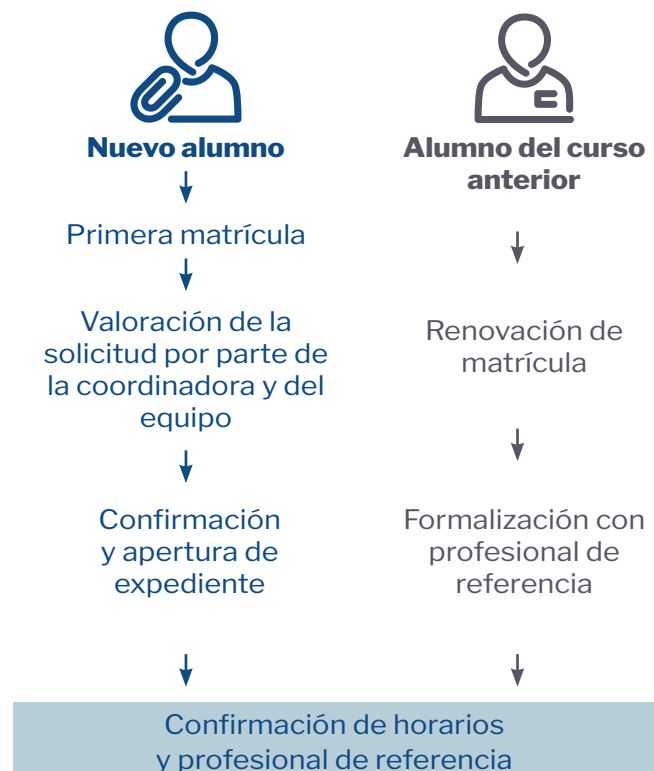 Nuevo alumno
Primera matrícula
Valoración de la
solicitud por parte de
la coordinadora y del
equipo
Confirmación
y apertura de
expediente
Alumno del curso
anterior
Renovación de
matrícula
Formalización con
profesional de
referencia
Confirmación de horarios
y profesional de referencia